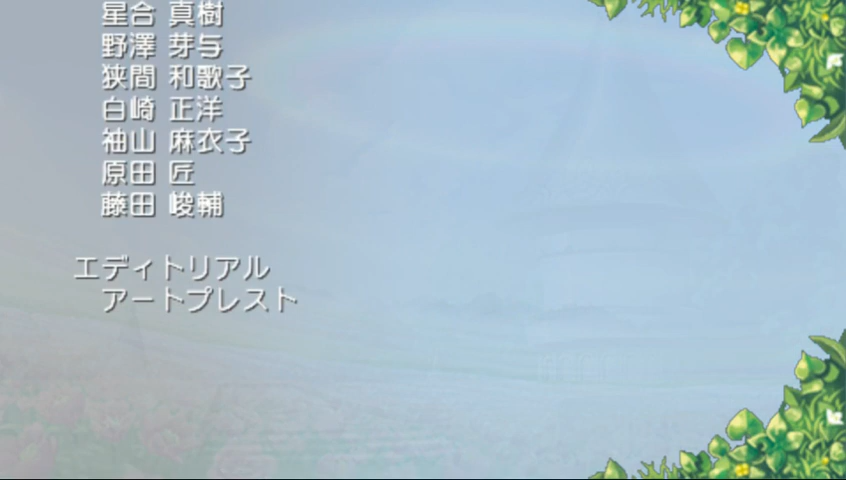 星合 真樹
野澤 芽与
狭間 和歌子
白崎 正洋
袖山 麻衣子
原田 匠
藤田 峻輔
エディトリアル
アートプレスト